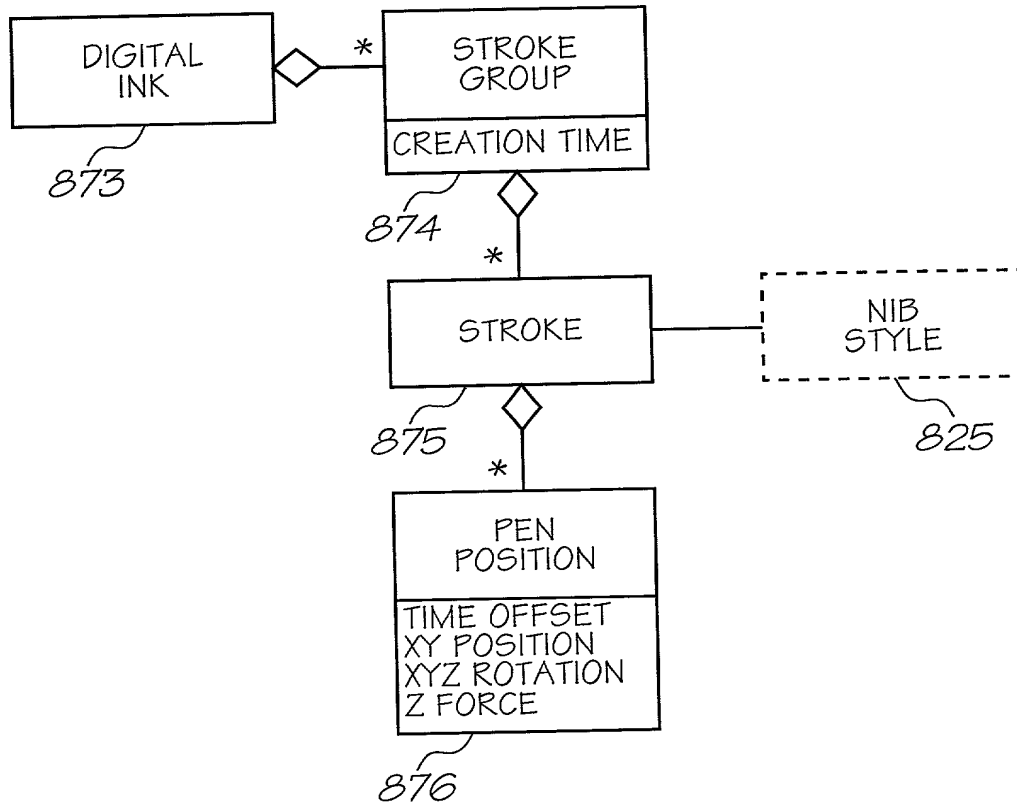 DIGITAL
INK
*
STROKE
GROUP
CREATION TIME
873
874
*
STROKE
NIB
STYLE
875
825
*
PEN
POSITION
TIME OFFSET
XY POSITION
XYZ ROTATION
Z FORCE
876